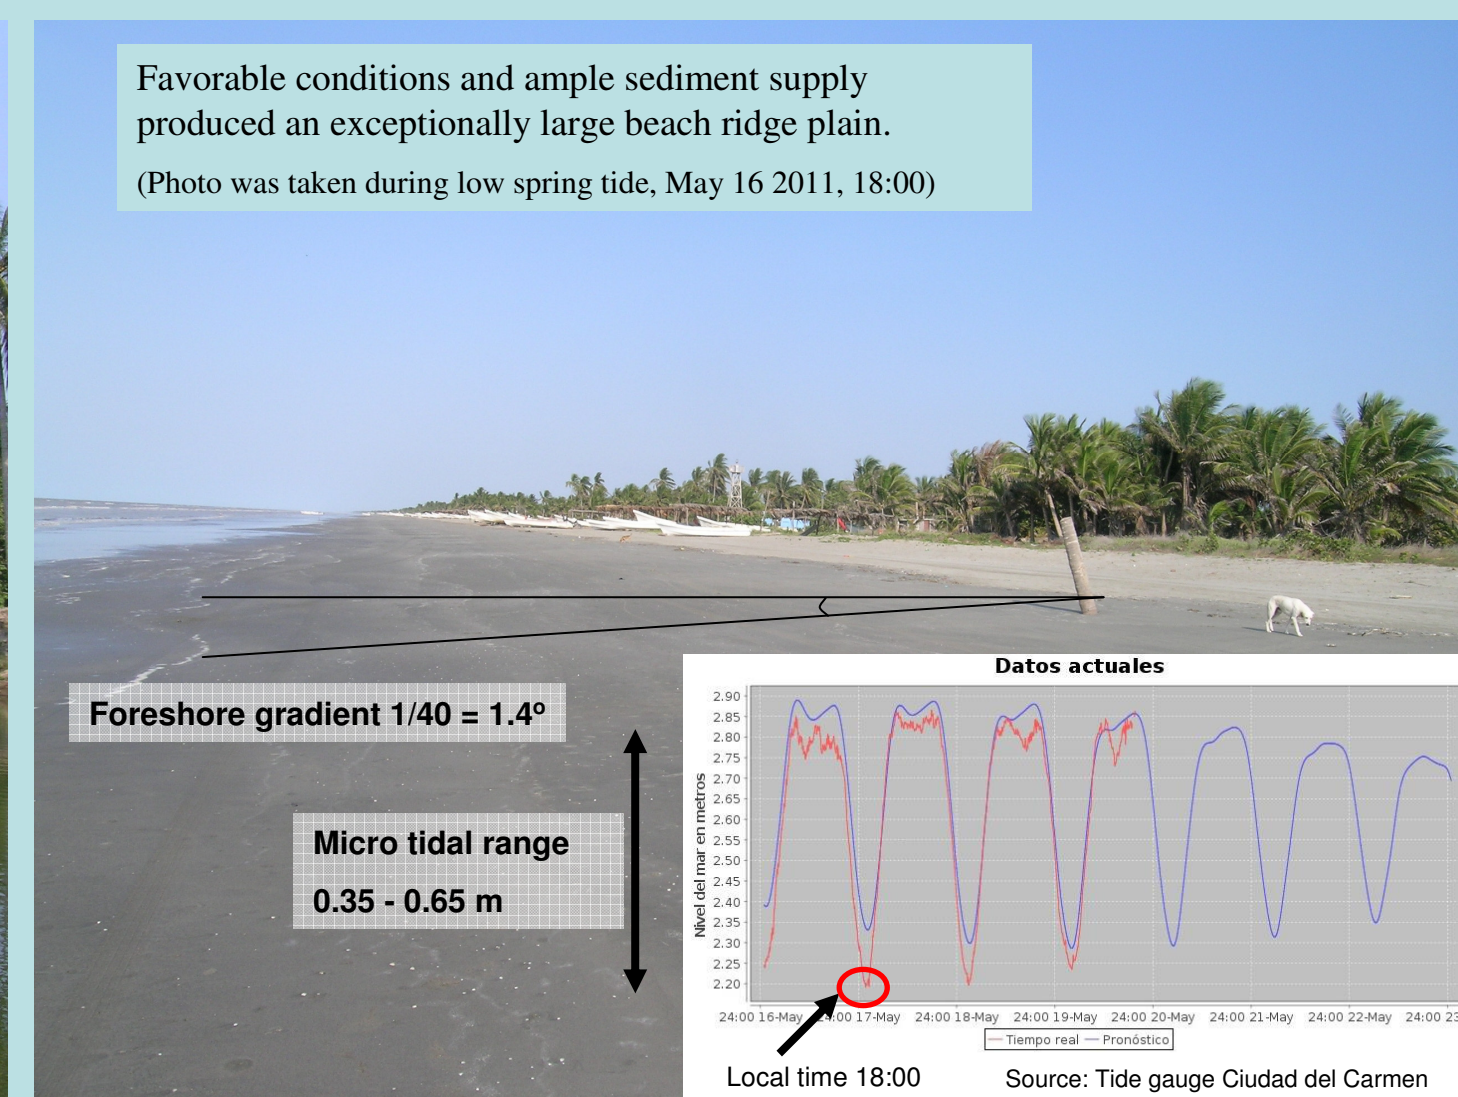 Favorable conditions and ample sediment supply
produced an exceptionally large beach ridge plain.
(Photo was taken during low spring tide, May 16 2011, 18:00)
Foreshore gradient 1/40 = 1.4º
Micro tidal range
0.35 - 0.65 m
Datos actuales
Nivel del mar en metros
2.90
2.85
2.80
2.75
2.70
2.65
2.60
2.55
2.50
2.45
2.40
2.35
2.30
2.25
2.20
24:00 16-May :00 17-May 24:00 18-May 24:00 19-May 24:00 20-May 24:00 21-May 24:00 22-May 24:00 23
Tiempo real Pronóstico
Local time 18:00
Source: Tide gauge Ciudad del Carmen